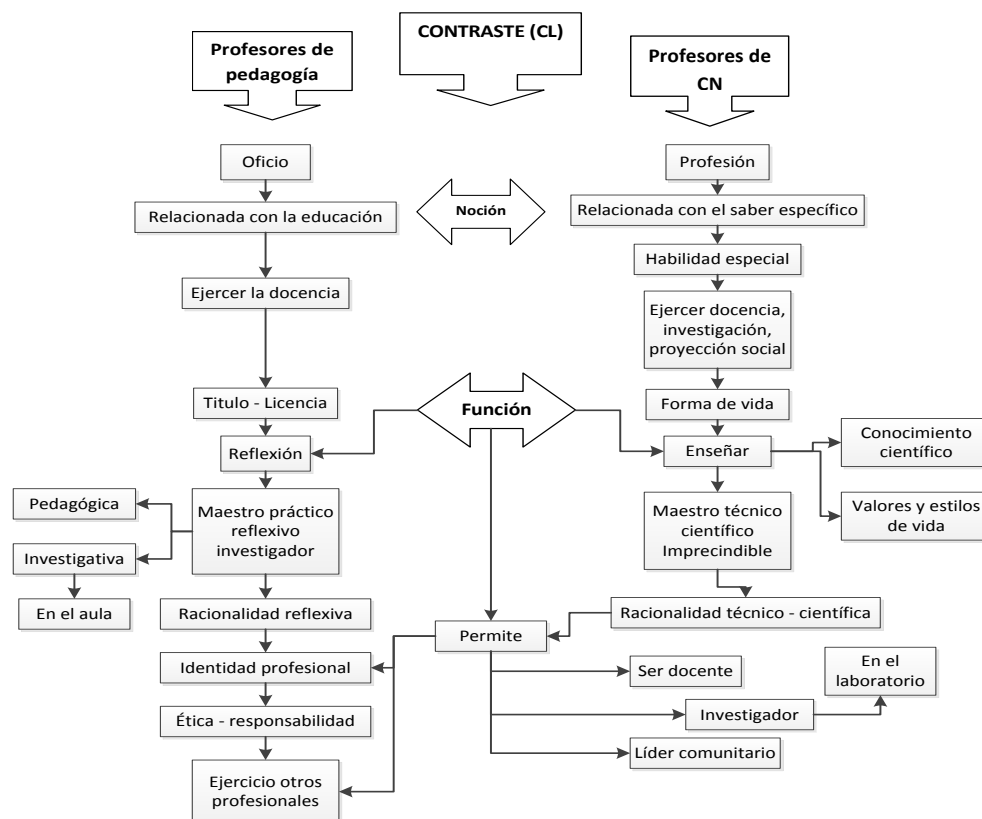 CONTRASTE (CL)
Profesores de
pedagogía
Profesores de
CN
Oficio
Profesión
Relacionada con la educación
Noción
Relacionada con el saber específico
Habilidad especial
Ejercer la docencia
Ejercer docencia,
investigación,
proyección social
Titulo - Licencia
Función
Forma de vida
Reflexión
Enseñar
Conocimiento
científico
Pedagógica
Maestro práctico
reflexivo
investigador
Maestro técnico
científico
Imprecindible
Valores y estilos
de vida
Investigativa
En el aula
Racionalidad reflexiva
Racionalidad técnico - científica
Permite
Identidad profesional
Ser docente
En el
laboratorio
Ética - responsabilidad
Investigador
Líder comunitario
Ejercicio otros
profesionales